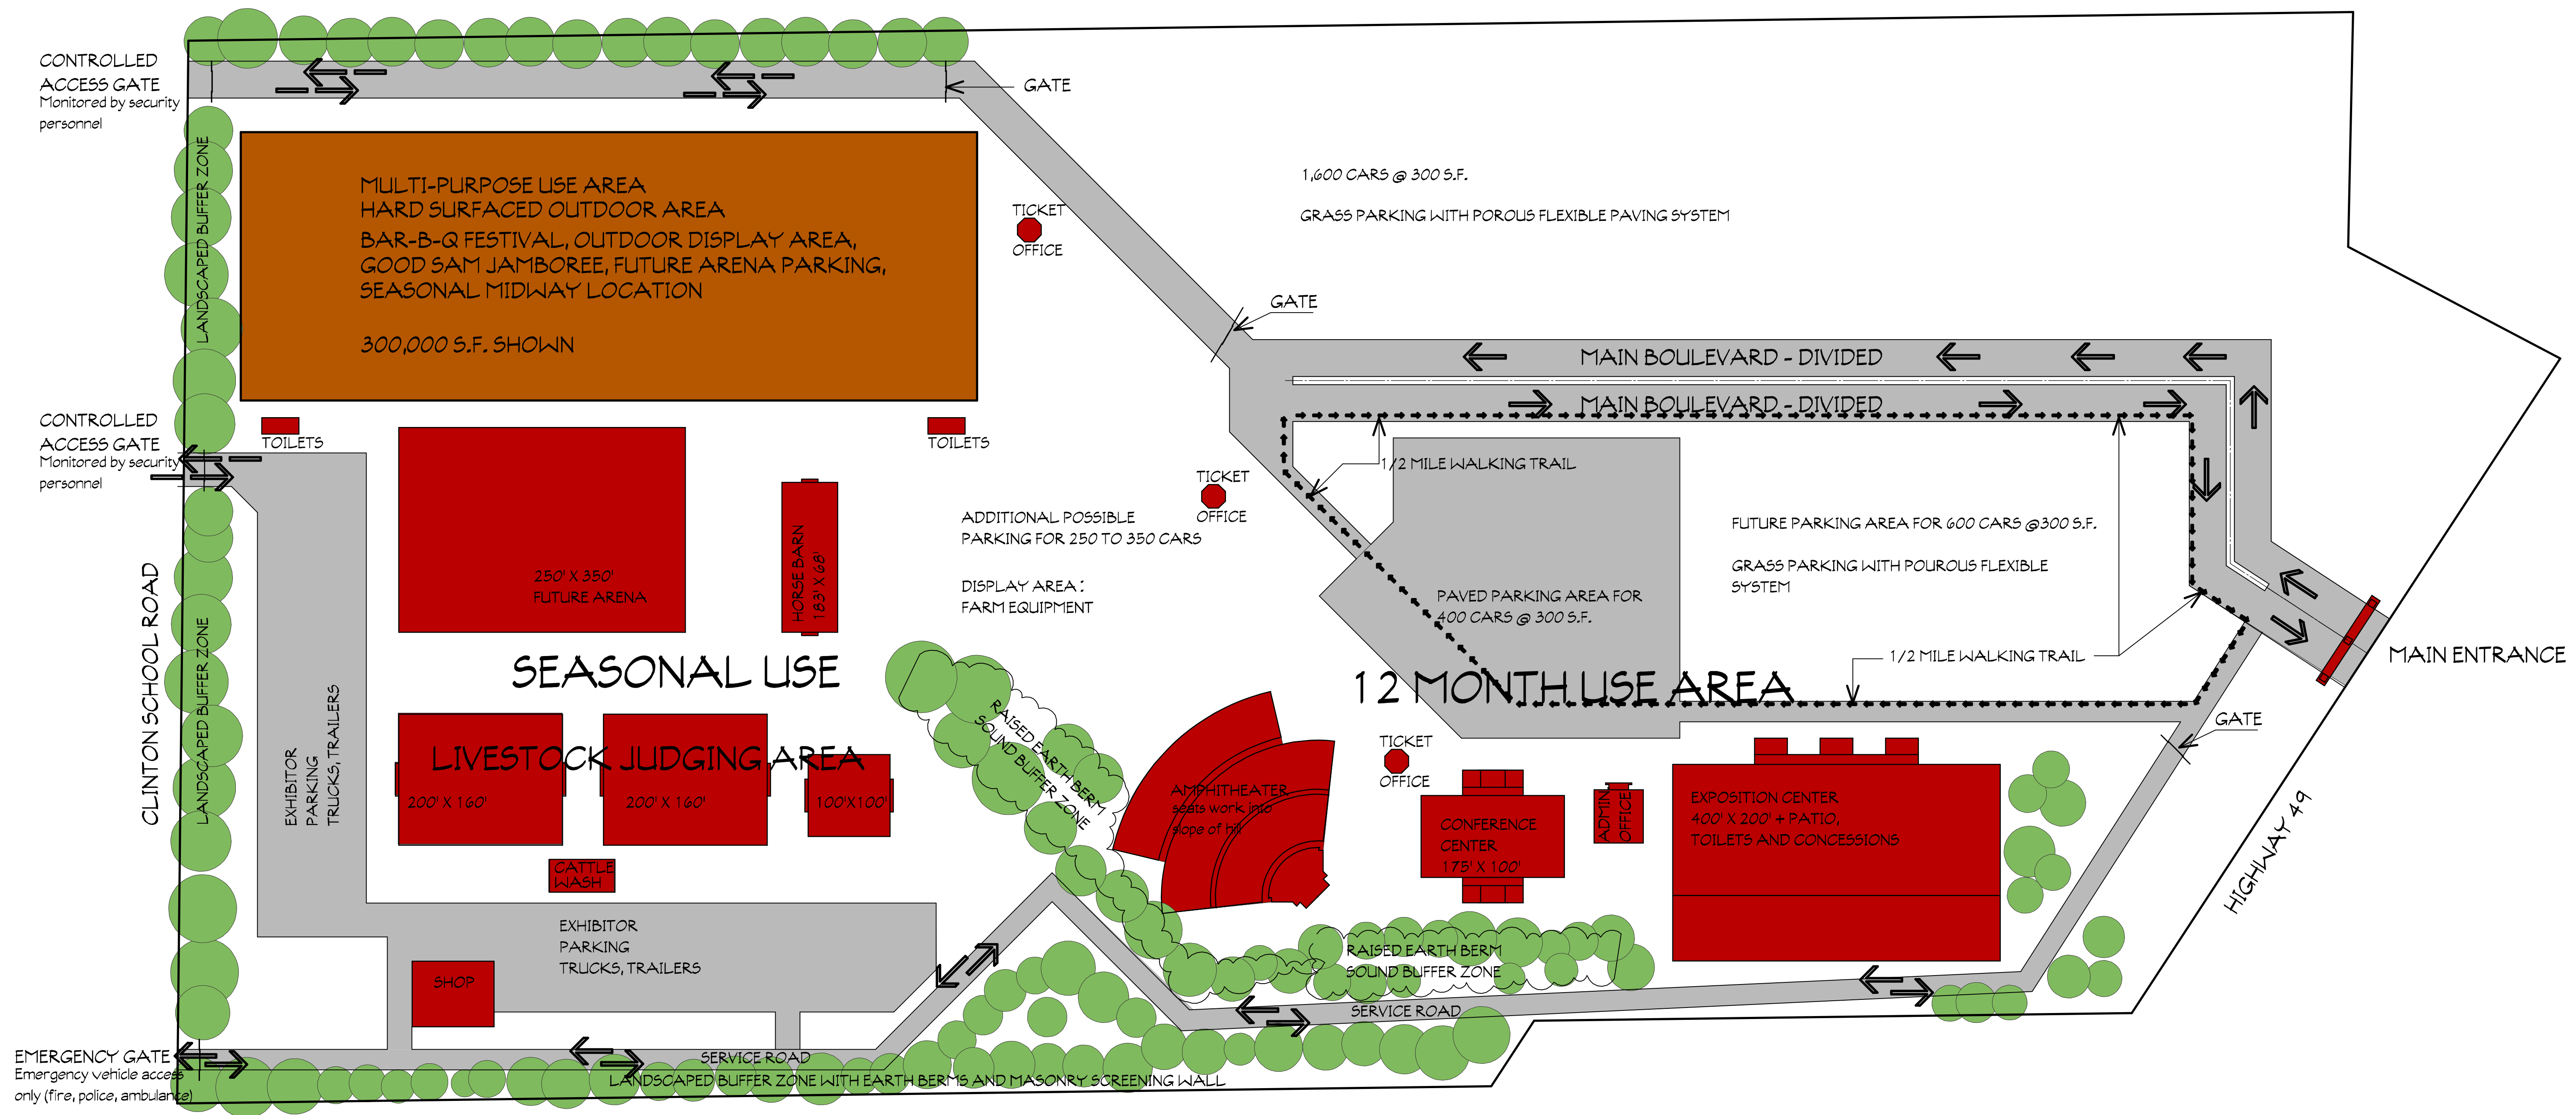 CONTROLLED
ACCESS GATE
Monitored by security
personnel
GATE
LANDSCAPED BUFFER ZONE
MULTI-PURPOSE USE AREA
HARD SURFACED OUTDOOR AREA
BAR-B-Q FESTIVAL, OUTDOOR DISPLAY AREA,
GOOD SAM JAMBOREE, FUTURE ARENA PARKING,
SEASONAL MIDWAY LOCATION
300,000 S.F. SHOWN
TICKET
OFFICE
1,600 CARS @ 300 S.F.
GRASS PARKING WITH POROUS FLEXIBLE PAVING SYSTEM
GATE
MAIN BOULEVARD - DIVIDED
MAIN BOULEVARD - DIVIDED
CONTROLLED
ACCESS GATE
Monitored by security
personnel
TOILETS
TOILETS
1/2 MILE WALKING TRAIL
TICKET
OFFICE
250' X 350'
FUTURE ARENA
HORSE BARN
183' X 68'
ADDITIONAL POSSIBLE
PARKING FOR 250 TO 350 CARS
DISPLAY AREA:
FARM EQUIPMENT
FUTURE PARKING AREA FOR 600 CARS @300 S.F.
GRASS PARKING WITH POUROUS FLEXIBLE
SYSTEM
PAVED PARKING AREA FOR
400 CARS @ 300 S.F.
CLINTON SCHOOL ROAD
LANDSCAPED BUFFER ZONE
EXHIBITOR
PARKING
TRUCKS, TRAILERS
SEASONAL USE
12 MONTH USE AREA
1/2 MILE WALKING TRAIL
MAIN ENTRANCE
GATE
LIVESTOCK JUDGING AREA
200' X 160'
200' X 160'
100'X100'
CATTLE
WASH
RAISED EARTH BERM
SOUND BUFFER ZONE
AMPHITHEATER
seats work into
slope of hill
TICKET
OFFICE
CONFERENCE
CENTER
175' X 100'
ADMIN
OFFICE
EXPOSITION CENTER
400' X 200' + PATIO,
TOILETS AND CONCESSIONS
HIGHWAY 49
EXHIBITOR
PARKING
TRUCKS, TRAILERS
SHOP
RAISED EARTH BERM
SOUND BUFFER ZONE
SERVICE ROAD
EMERGENCY GATE
Emergency vehicle access
only (fire, police, ambulance)
SERVICE ROAD
LANDSCAPED BUFFER ZONE WITH EARTH BERMS AND MASONRY SCREENING WALL